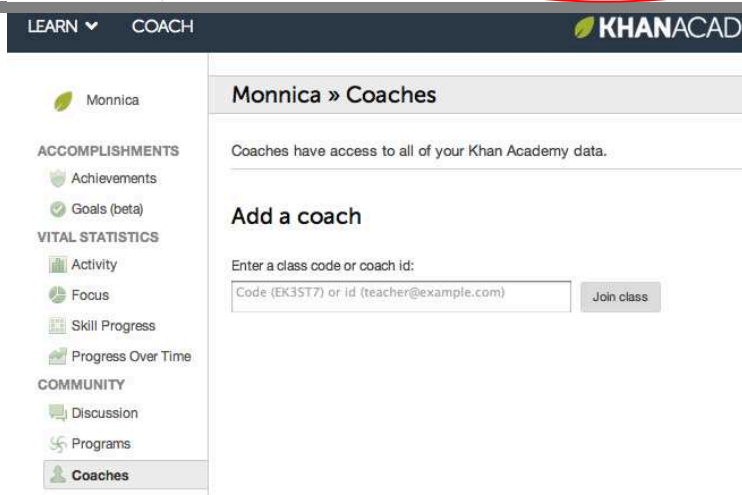 LEARN COACH KHANACAD
Monnica
ACCOMPLISHMENTS
Achievements
Goals (beta)
VITAL STATISTICS
Activity
Focus
Skill Progress
Progress Over Time
COMMUNITY
Discussion
Programs
Coaches
Monnica » Coaches
Coaches have access to all of your Khan Academy data.
Add a coach
Enter a class code or coach id:
Code (EK3ST7) or id (teacher@example.com) Join class